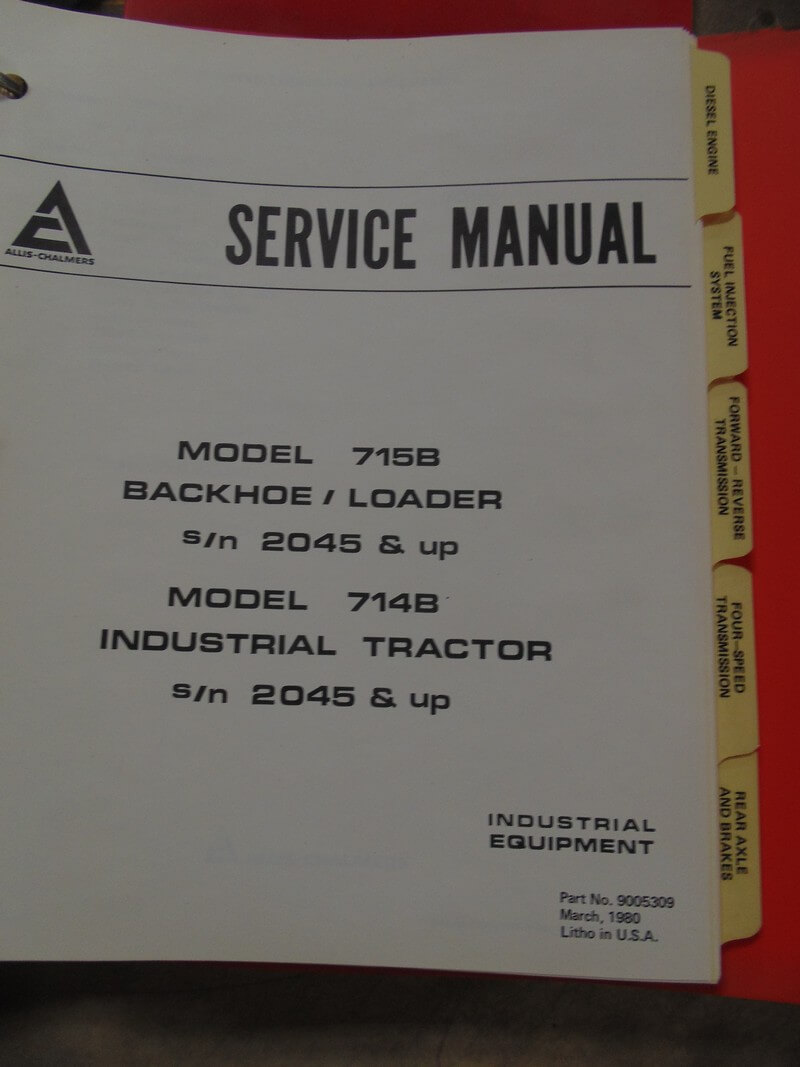 ALLIS-CHALMERS
SERVICE MANUAL
MODEL 715B
BACKHOE / LOADER
s/n 2045 & up
MODEL 714B
INDUSTRIAL TRACTOR
s/n 2045 & up
INDUSTRIAL
EQUIPMENT
Part No. 9005309
March, 1980
Litho in U.S.A.
DIESEL ENGINE
FUEL INJECTION
SYSTEM
FORWARD – REVERSE
TRANSMISSION
FOUR–SPEED
TRANSMISSION
REAR AXLE
AND BRAKES